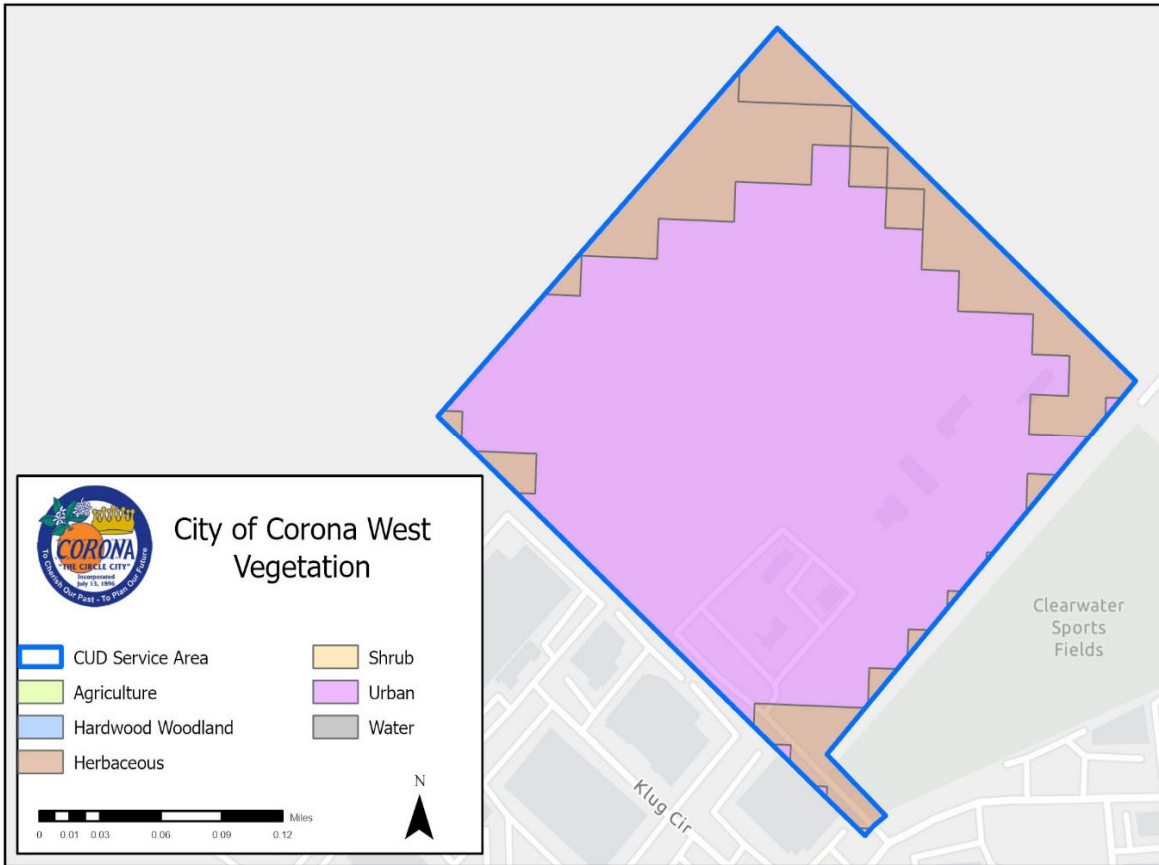 City of Corona West
Vegetation
CORONA
"THE CIRCLE CITY"
Incorporated
July 13, 1896
To Cherish Our Past - To Plan Our Future
CUD Service Area
Agriculture
Hardwood Woodland
Herbaceous
Shrub
Urban
Water
N
Miles
0 0.01 0.03 0.06 0.09 0.12
Clearwater
Sports
Fields
Klug Cir